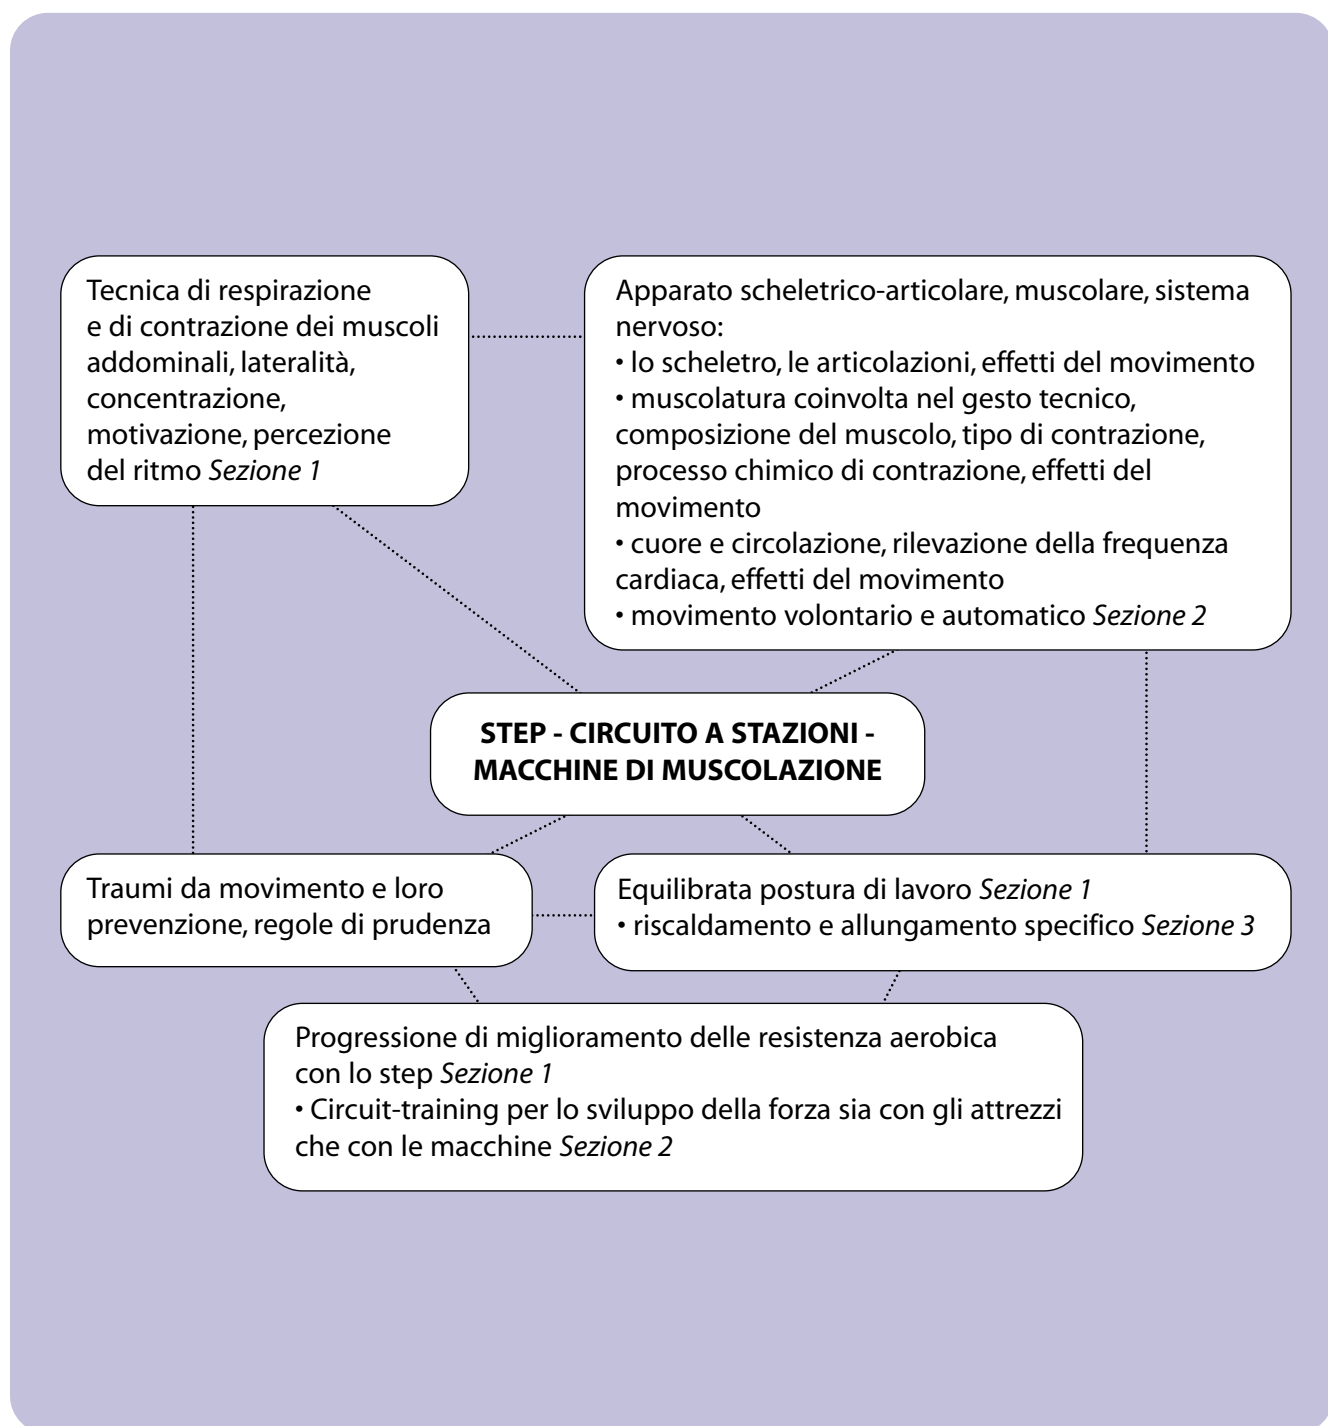 Tecnica di respirazione
e di contrazione dei muscoli
addominali, lateralità,
concentrazione,
motivazione, percezione
del ritmo Sezione 1
Apparato scheletrico-articolare, muscolare, sistema
nervoso:
• lo scheletro, le articolazioni, effetti del movimento
• muscolatura coinvolta nel gesto tecnico,
composizione del muscolo, tipo di contrazione,
processo chimico di contrazione, effetti del
movimento
• cuore e circolazione, rilevazione della frequenza
cardiaca, effetti del movimento
• movimento volontario e automatico Sezione 2
STEP - CIRCUITO A STAZIONI -
MACCHINE DI MUSCOLAZIONE
Traumi da movimento e loro
prevenzione, regole di prudenza
Equilibrata postura di lavoro Sezione 1
• riscaldamento e allungamento specifico Sezione 3
Progressione di miglioramento delle resistenza aerobica
con lo step Sezione 1
• Circuit-training per lo sviluppo della forza sia con gli attrezzi
che con le macchine Sezione 2